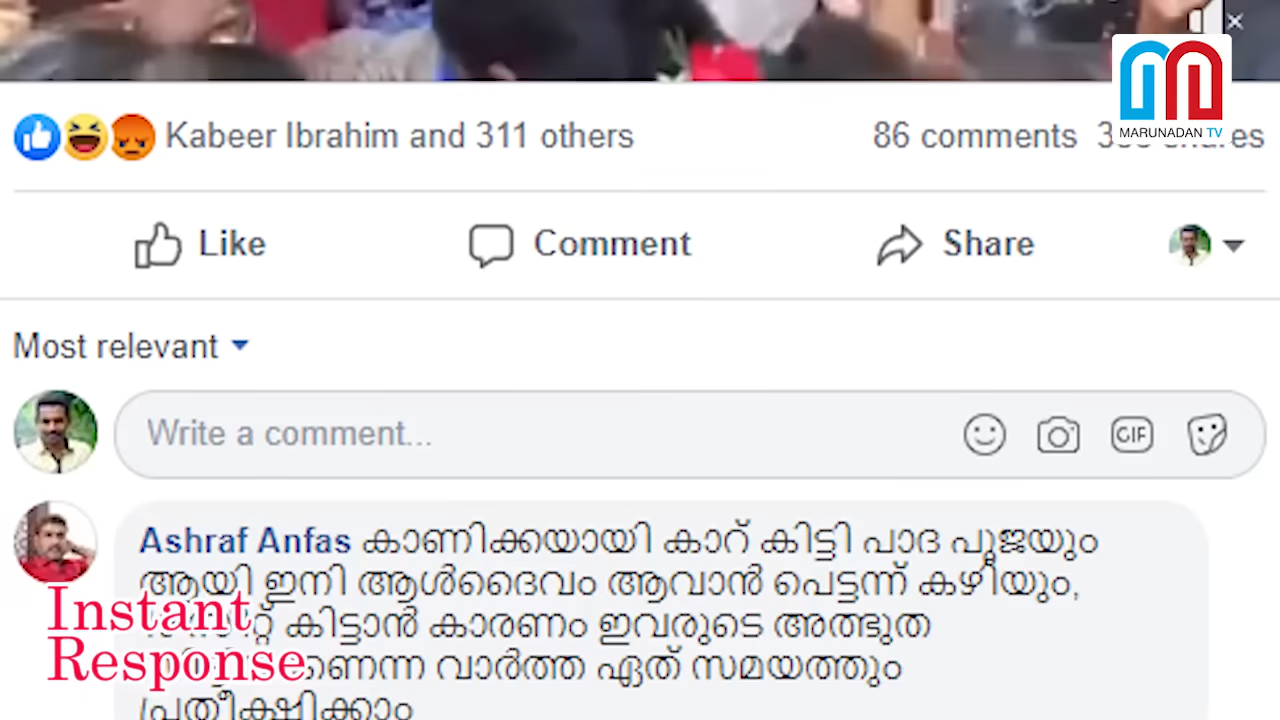 MARUNADAN TV
Kabeer Ibrahim and 311 others
86 comments
Like
Comment
Share
Most relevant
Write a comment...
GIF
Ashraf Anfas കാണിക്കയായി കാറ് കിട്ടി പാദ പൂജയും
ആയി ഇനി ആൾദൈവം ആവാൻ പെട്ടന്ന് കഴിയും,
കിട്ടാൻ കാരണം ഇവരുടെ അത്ഭുത
വാർത്ത ഏത് സമയത്തും
പ്രതീക്ഷിക്കാം
Instant
Response